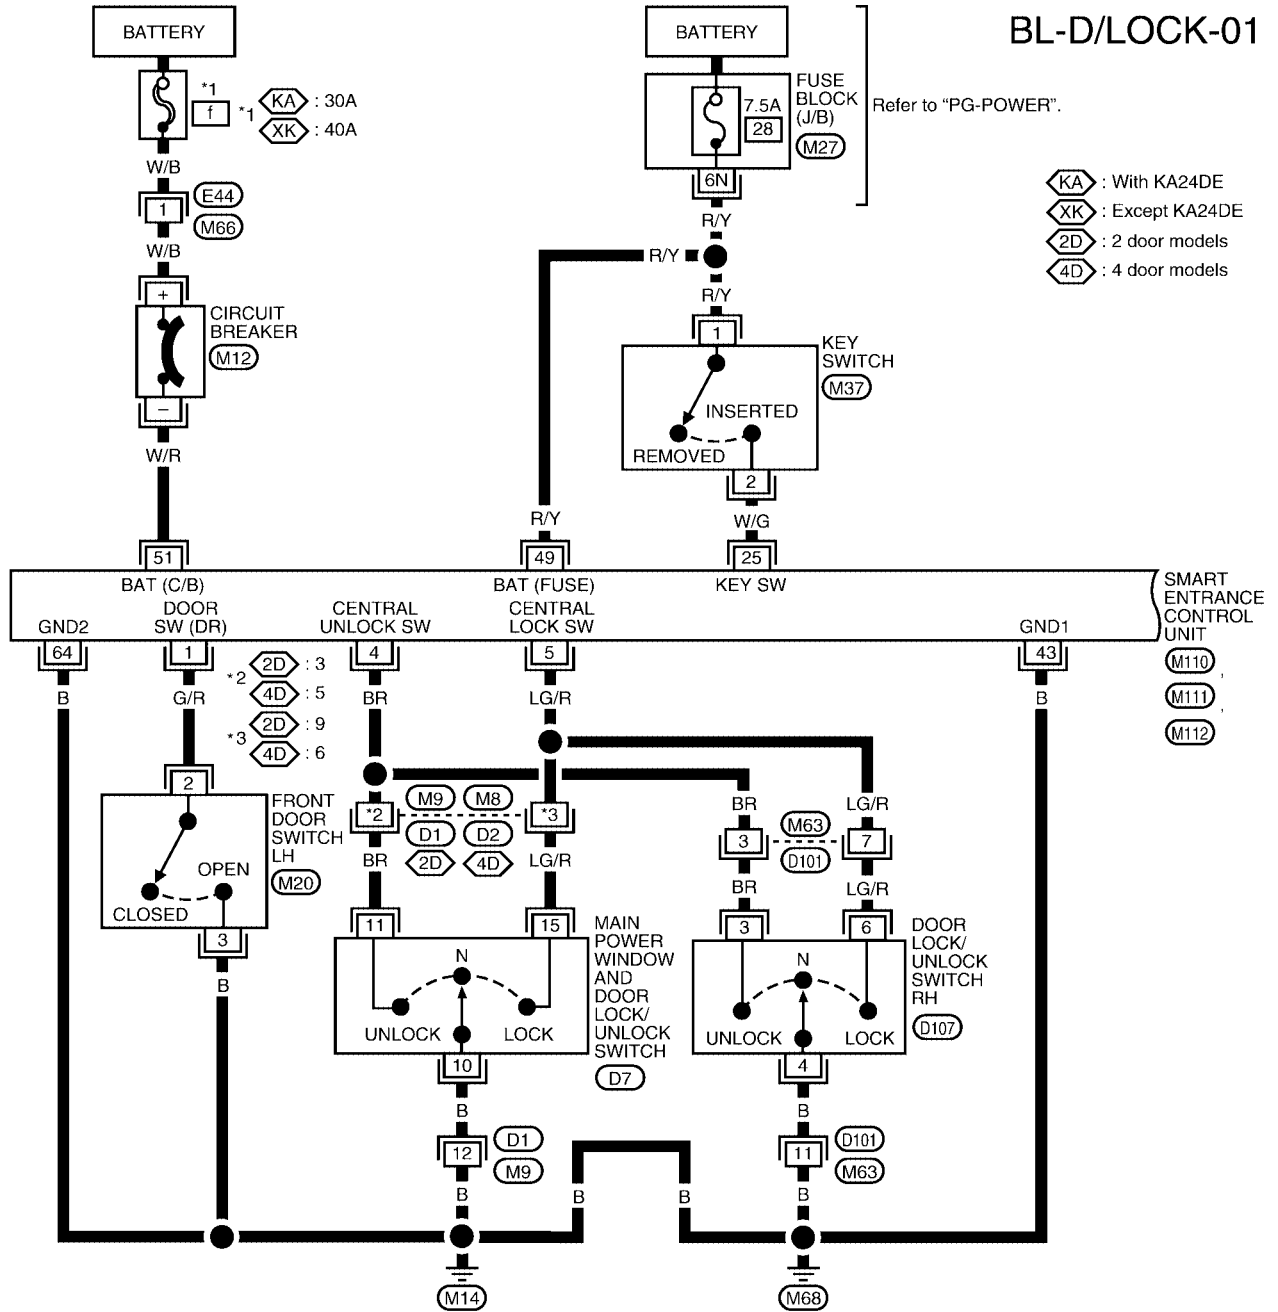 BL-D/LOCK-01
BATTERY
BATTERY
*1
f
*1 KA : 30A
XK : 40A
7.5A
28
FUSE
BLOCK
(J/B)
M27
Refer to "PG-POWER".
W/B
1
E44
M66
W/B
6N
R/Y
R/Y
R/Y
KA : With KA24DE
XK : Except KA24DE
2D : 2 door models
4D : 4 door models
+
CIRCUIT
BREAKER
M12
–
W/R
1
KEY
SWITCH
M37
INSERTED
REMOVED
2
R/Y
W/G
51
49
25
BAT (C/B)
BAT (FUSE)
KEY SW
GND2
DOOR
SW (DR)
CENTRAL
UNLOCK SW
CENTRAL
LOCK SW
GND1
SMART
ENTRANCE
CONTROL
UNIT
M110 ,
M111 ,
M112
64
1
4
5
43
B
G/R
*2
2D : 3
4D : 5
*3
2D : 9
4D : 6
BR
LG/R
B
2
FRONT
DOOR
SWITCH
LH
M20
OPEN
CLOSED
3
B
*2
M9
M8
*3
D1
D2
2D
4D
BR
LG/R
BR
LG/R
3
M63
D101
7
BR
LG/R
11
15
MAIN
POWER
WINDOW
AND
DOOR
LOCK/
UNLOCK
SWITCH
D7
N
UNLOCK
LOCK
10
3
6
DOOR
LOCK/
UNLOCK
SWITCH
RH
D107
N
UNLOCK
LOCK
4
B
12
D1
M9
B
B
B
B
11
D101
M63
B
M14
M68